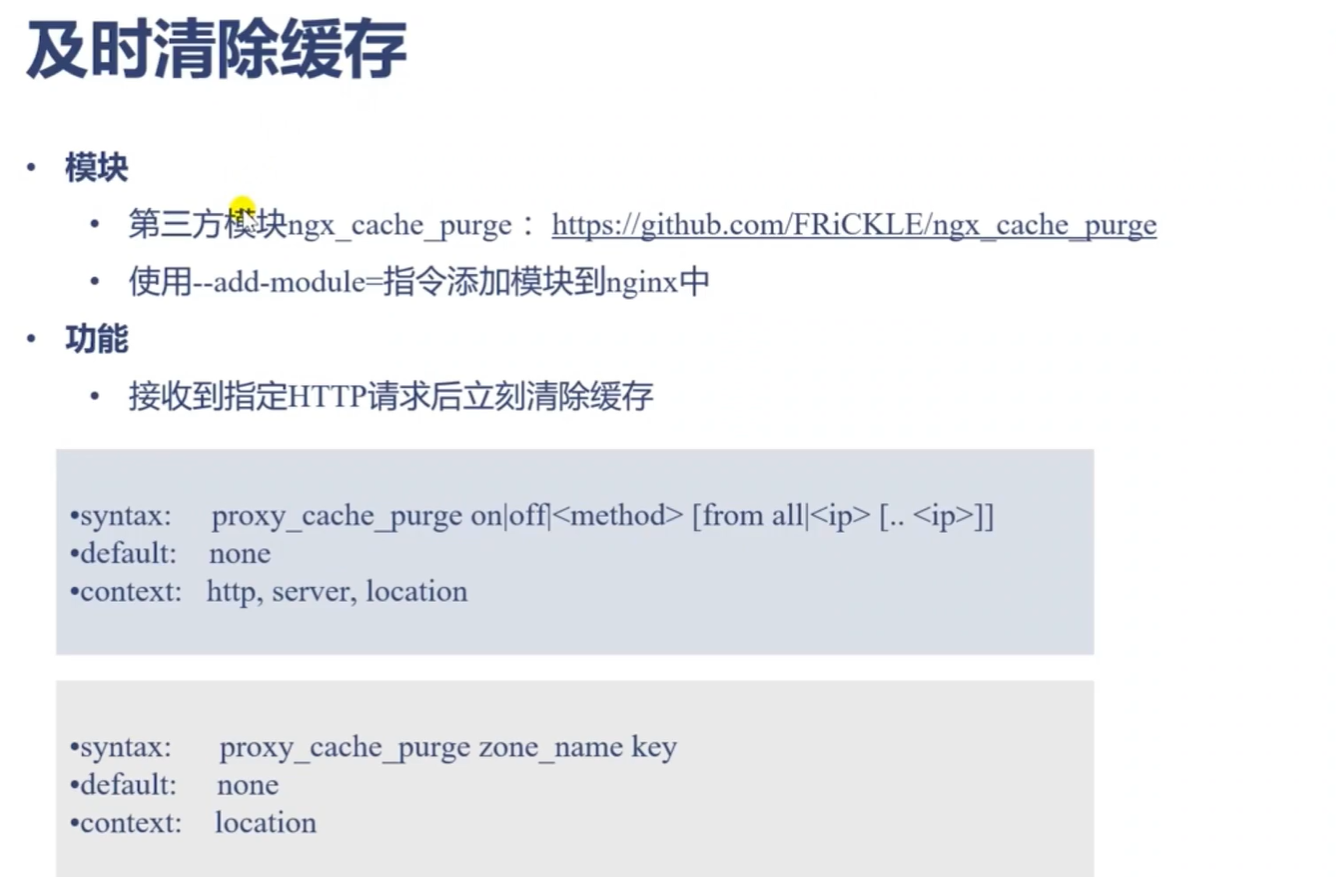 及时清除缓存
• 模块
• 第三方模块ngx_cache_purge： https://github.com/FRiCKLE/ngx_cache_purge
• 使用--add-module=指令添加模块到nginx中
• 功能
• 接收到指定HTTP请求后立刻清除缓存
•syntax: proxy_cache_purge on|off|<method> [from all|<ip> [.. <ip>]]
•default: none
•context: http, server, location
•syntax: proxy_cache_purge zone_name key
•default: none
•context: location